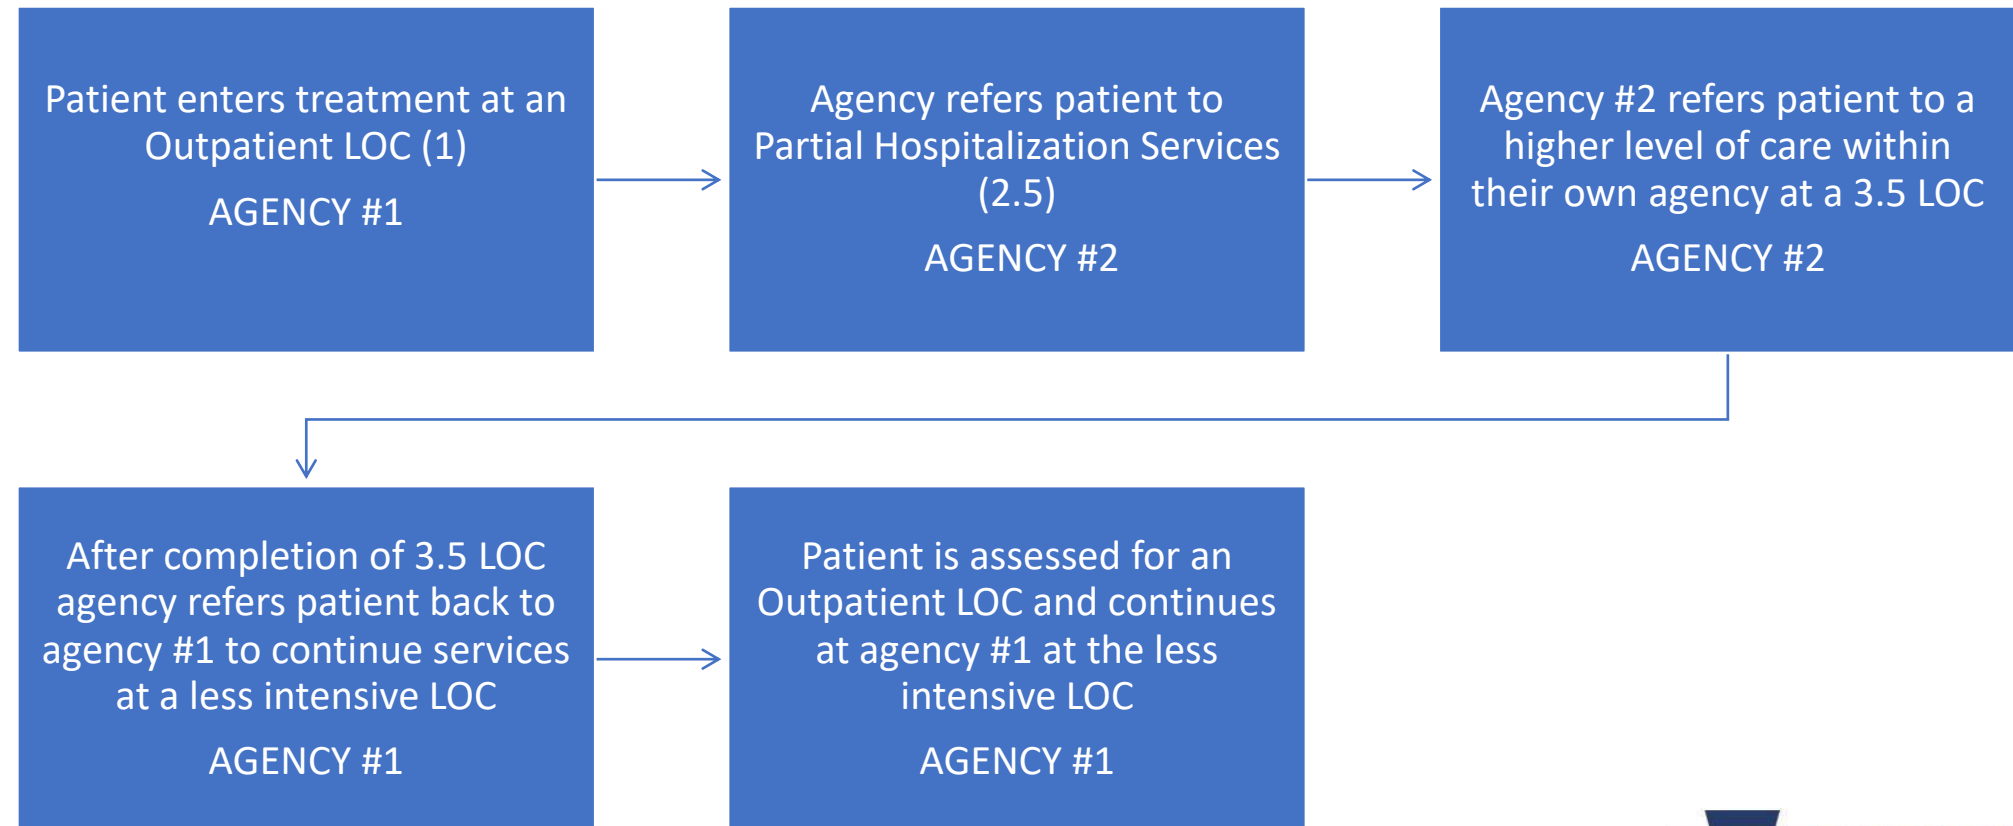 Patient enters treatment at an
Outpatient LOC (1)
AGENCY #1
Agency refers patient to
Partial Hospitalization Services
(2.5)
AGENCY #2
Agency #2 refers patient to a
higher level of care within
their own agency at a 3.5 LOC
AGENCY #2
After completion of 3.5 LOC
agency refers patient back to
agency #1 to continue services
at a less intensive LOC
AGENCY #1
Patient is assessed for an
Outpatient LOC and continues
at agency #1 at the less
intensive LOC
AGENCY #1